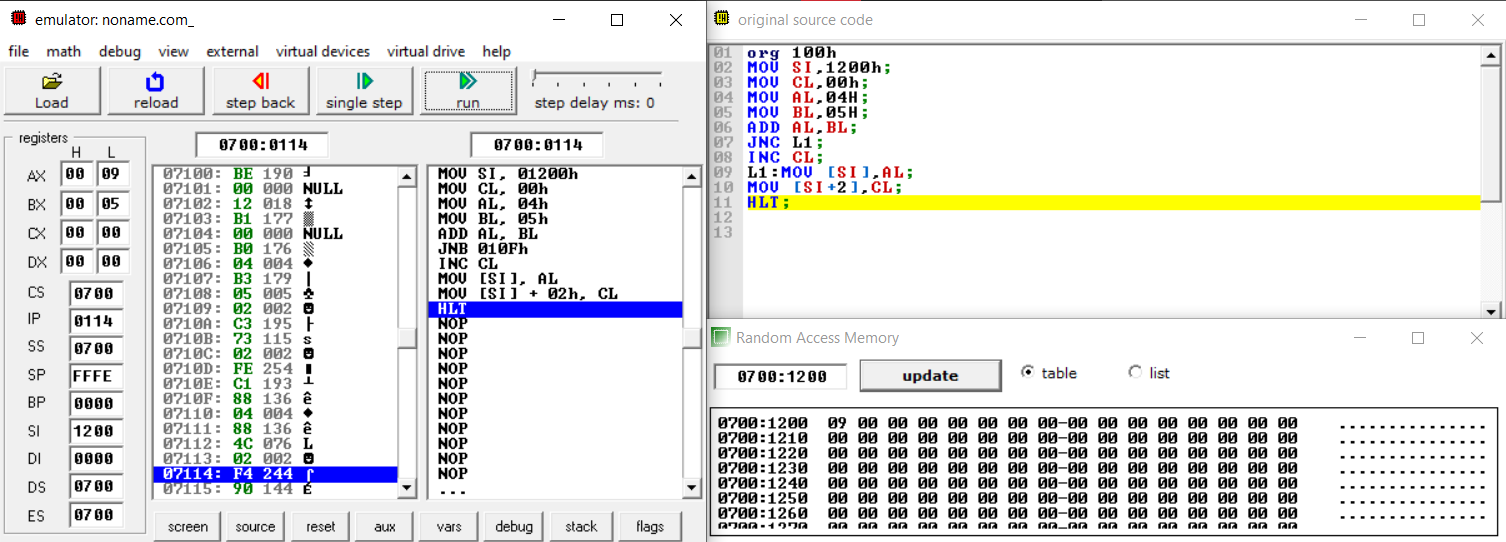 emulator: noname.com_
file math debug view external virtual devices virtual drive help
Load reload step back single step run step delay ms: 0
registers
H L
AX 00 09
BX 00 05
CX 00 00
DX 00 00
CS 0700
IP 0114
SS 0700
SP FFFE
BP 0000
SI 1200
DI 0000
DS 0700
ES 0700
0700:0114
07100: BE 190 ╛
07101: 00 000 NULL
07102: 12 018 ↕
07103: B1 177 ▒
07104: 00 000 NULL
07105: B0 176 ░
07106: 04 004 ♦
07107: B3 179 │
07108: 05 005 ♣
07109: 02 002 ☻
0710A: C3 195 ├
0710B: 73 115 s
0710C: 02 002 ☻
0710D: FE 254 ■
0710E: C1 193 ┴
0710F: 88 136 ê
07110: 04 004 ♦
07111: 88 136 ê
07112: 4C 076 L
07113: 02 002 ☻
07114: F4 244 ⌠
07115: 90 144 É
0700:0114
MOV SI, 01200h
MOV CL, 00h
MOV AL, 04h
MOV BL, 05h
ADD AL, BL
JNB 010Fh
INC CL
MOV [SI], AL
MOV [SI] + 02h, CL
HLT
NOP
NOP
NOP
NOP
NOP
NOP
NOP
NOP
NOP
NOP
NOP
...
screen source reset aux vars debug stack flags
original source code
01 org 100h
02 MOV SI,1200h;
03 MOV CL,00h;
04 MOV AL,04H;
05 MOV BL,05H;
06 ADD AL,BL;
07 JNC L1;
08 INC CL;
09 L1:MOV [SI],AL;
10 MOV [SI+2],CL;
11 HLT;
12
13
Random Access Memory
0700:1200 update table list
0700:1200 09 00 00 00 00 00 00 00-00 00 00 00 00 00 00 00 ................
0700:1210 00 00 00 00 00 00 00 00-00 00 00 00 00 00 00 00 ................
0700:1220 00 00 00 00 00 00 00 00-00 00 00 00 00 00 00 00 ................
0700:1230 00 00 00 00 00 00 00 00-00 00 00 00 00 00 00 00 ................
0700:1240 00 00 00 00 00 00 00 00-00 00 00 00 00 00 00 00 ................
0700:1250 00 00 00 00 00 00 00 00-00 00 00 00 00 00 00 00 ................
0700:1260 00 00 00 00 00 00 00 00-00 00 00 00 00 00 00 00 ................
0700:1270 00 00 00 00 00 00 00 00-00 00 00 00 00 00 00 00 ................